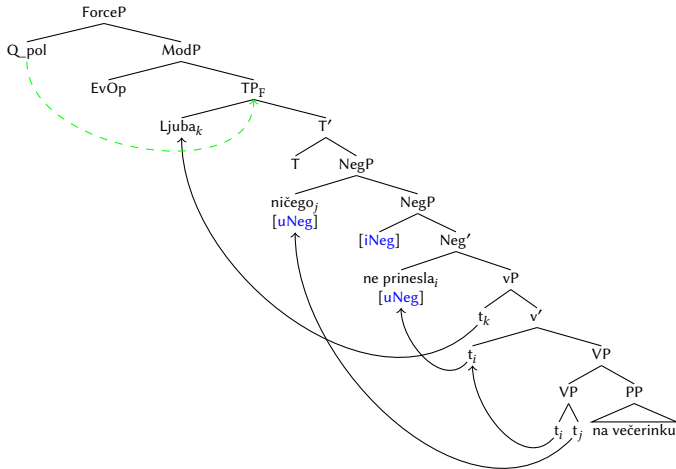 ForceP
Q_pol ModP
EvOp TP_F
Ljuba_k T′
T NegP
ničego_j NegP
[uNeg] [iNeg] Neg′
ne prinesla_i vP
[uNeg]
t_k v′
t_i VP
VP PP
t_i t_j na večerinku